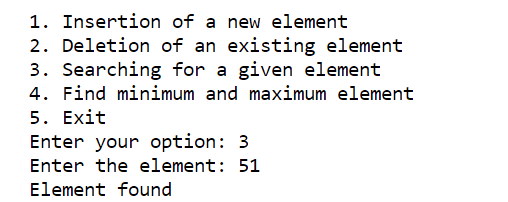 1. Insertion of a new element
2. Deletion of an existing element
3. Searching for a given element
4. Find minimum and maximum element
5. Exit
Enter your option: 3
Enter the element: 51
Element found